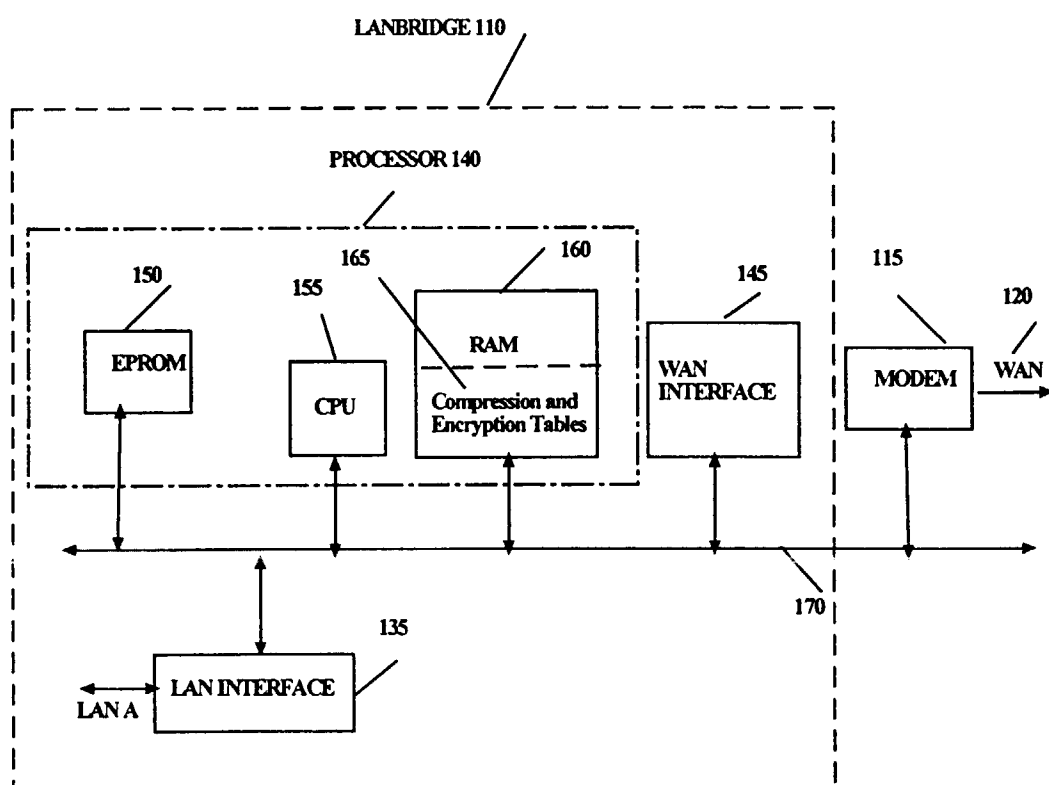 LANBRIDGE 110
PROCESSOR 140
165
160
150
155
145
115
120
EPROM
RAM
CPU
Compression and
Encryption Tables
WAN
INTERFACE
MODEM
WAN
170
135
LAN INTERFACE
LAN A